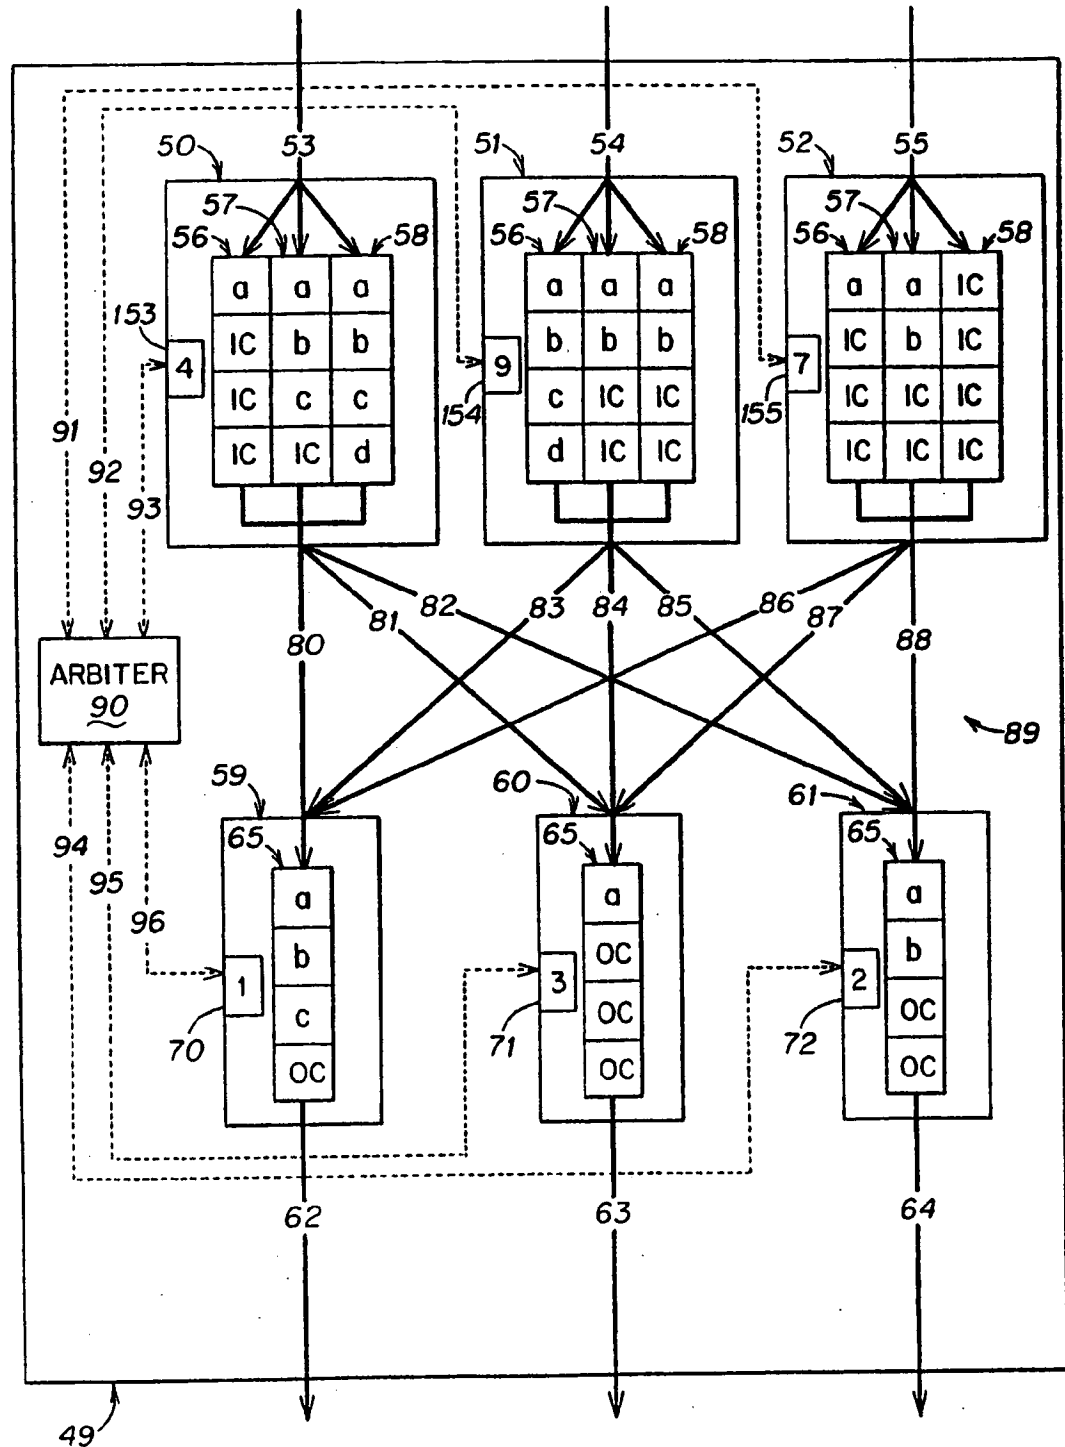 50 53 51 54 52 55
57 57 57
56 58 56 58 56 58
a a a a a a a a IC
153
IC b b b b b IC b IC
4 9 7
IC c c c IC IC IC IC IC
154 155
91
IC IC d d IC IC IC IC IC
92
93
82 83 84 85 86
81 87
80 88
ARBITER
90
89
59 60 61
65 65 65
94
95
96
a a a
b OC b
1 3 2
c OC OC
70 71 72
OC OC OC
62 63 64
49